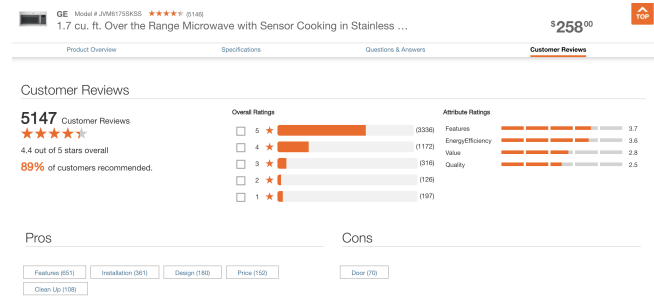 GE Model # JVM6175SKSS (5146)
1.7 cu. ft. Over the Range Microwave with Sensor Cooking in Stainless …
$258 00
TOP
Product Overview Specifications Questions & Answers Customer Reviews
Customer Reviews
5147 Customer Reviews
4.4 out of 5 stars overall
89% of customers recommended.
Overall Ratings
5 (3336)
4 (1172)
3 (316)
2 (126)
1 (197)
Attribute Ratings
Features 3.7
EnergyEfficiency 3.6
Value 2.8
Quality 2.5
Pros
Features (651) Installation (361) Design (180) Price (152)
Clean Up (108)
Cons
Door (70)